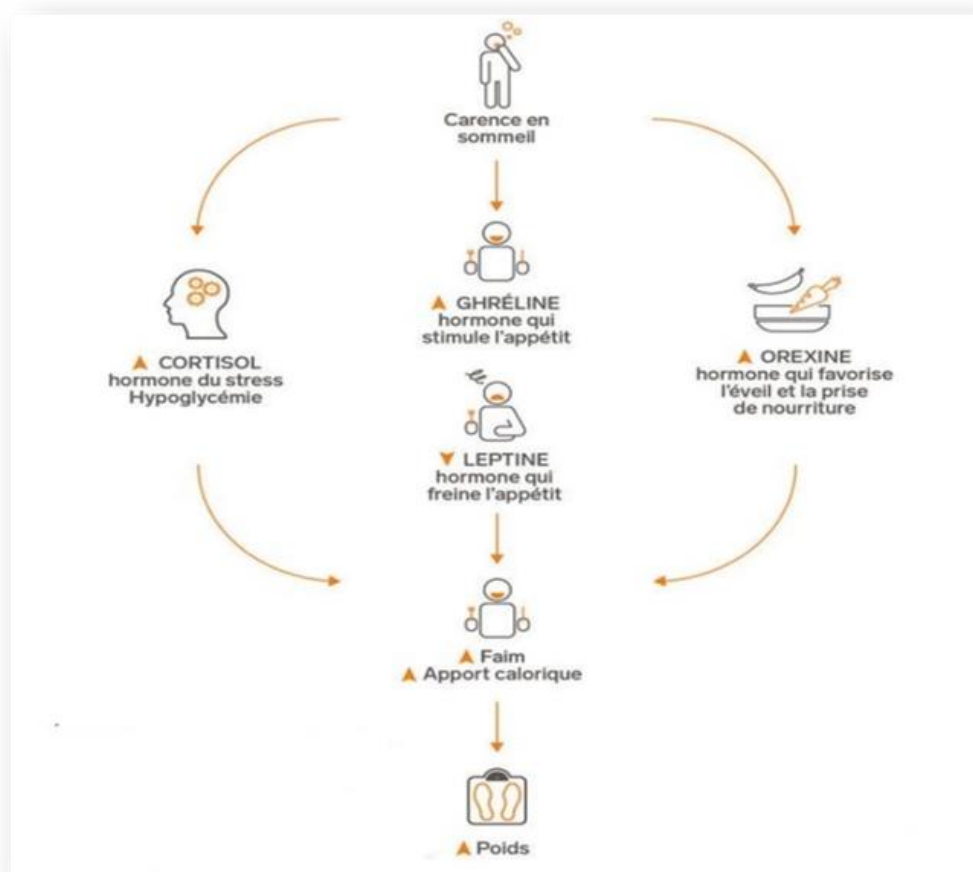 Carence en
sommeil
GHRÉLINE
hormone qui
stimule l'appétit
CORTISOL
hormone du stress
Hypoglycémie
OREXINE
hormone qui favorise
l'éveil et la prise
de nourriture
LEPTINE
hormone qui
freine l'appétit
Faim
Apport calorique
Poids